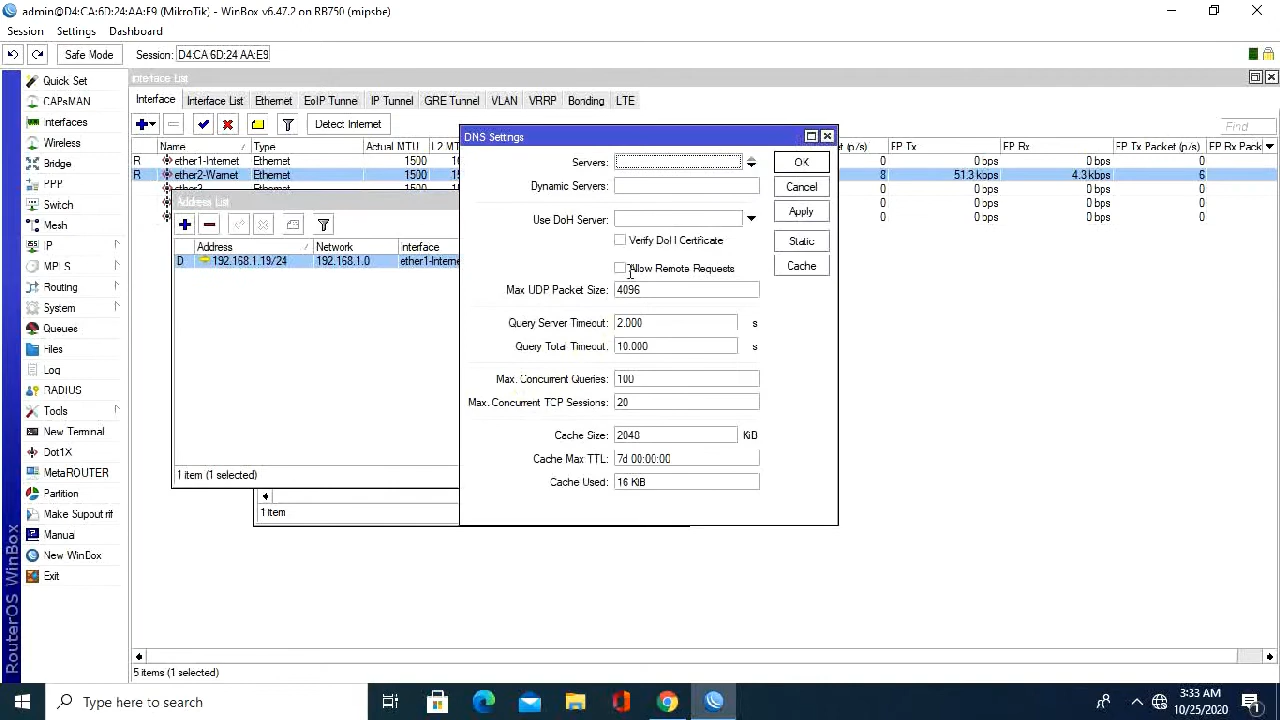 admin@D4:CA:6D:24:AA:E9 (MikroTik) - WinBox v6.47.2 on RB750 (mipsbe)
Session Settings Dashboard
Safe Mode Session: D4:CA:6D:24:AA:E9
Quick Set
CAPsMAN
Interfaces
Wireless
Bridge
PPP
Switch
Mesh
IP
MPLS
Routing
System
Queues
Files
Log
RADIUS
Tools
New Terminal
Dot1X
MetaROUTER
Partition
Make Supout.rif
Manual
New WinBox
Exit
RouterOS WinBox
Interface List
Interface Interface List Ethernet EoIP Tunnel IP Tunnel GRE Tunnel VLAN VRRP Bonding LTE
Detect Internet Find
Name Type Actual MTU L2 M (p/s) FP Tx FP Rx FP Tx Packet (p/s) FP Rx Pack
R ether1-Internet Ethernet 1500 0 0 bps 0 bps 0
R ether2-Warnet Ethernet 1500 8 51.3 kbps 4.3 kbps 6
0 0 bps 0 bps 0
0 0 bps 0 bps 0
0 0 bps 0 bps 0
Address List
Address Network Interface
D 192.168.1.19/24 192.168.1.0 ether1-Interne
1 item (1 selected)
1 item
DNS Settings
Servers: OK
Dynamic Servers: Cancel
Use DoH Server: Apply
Verify DoH Certificate Static
Allow Remote Requests Cache
Max UDP Packet Size: 4096
Query Server Timeout: 2.000 s
Query Total Timeout: 10.000 s
Max. Concurrent Queries: 100
Max. Concurrent TCP Sessions: 20
Cache Size: 2048 KiB
Cache Max TTL: 7d 00:00:00
Cache Used: 16 KiB
5 items (1 selected)
Type here to search
3:33 AM
10/25/2020
1